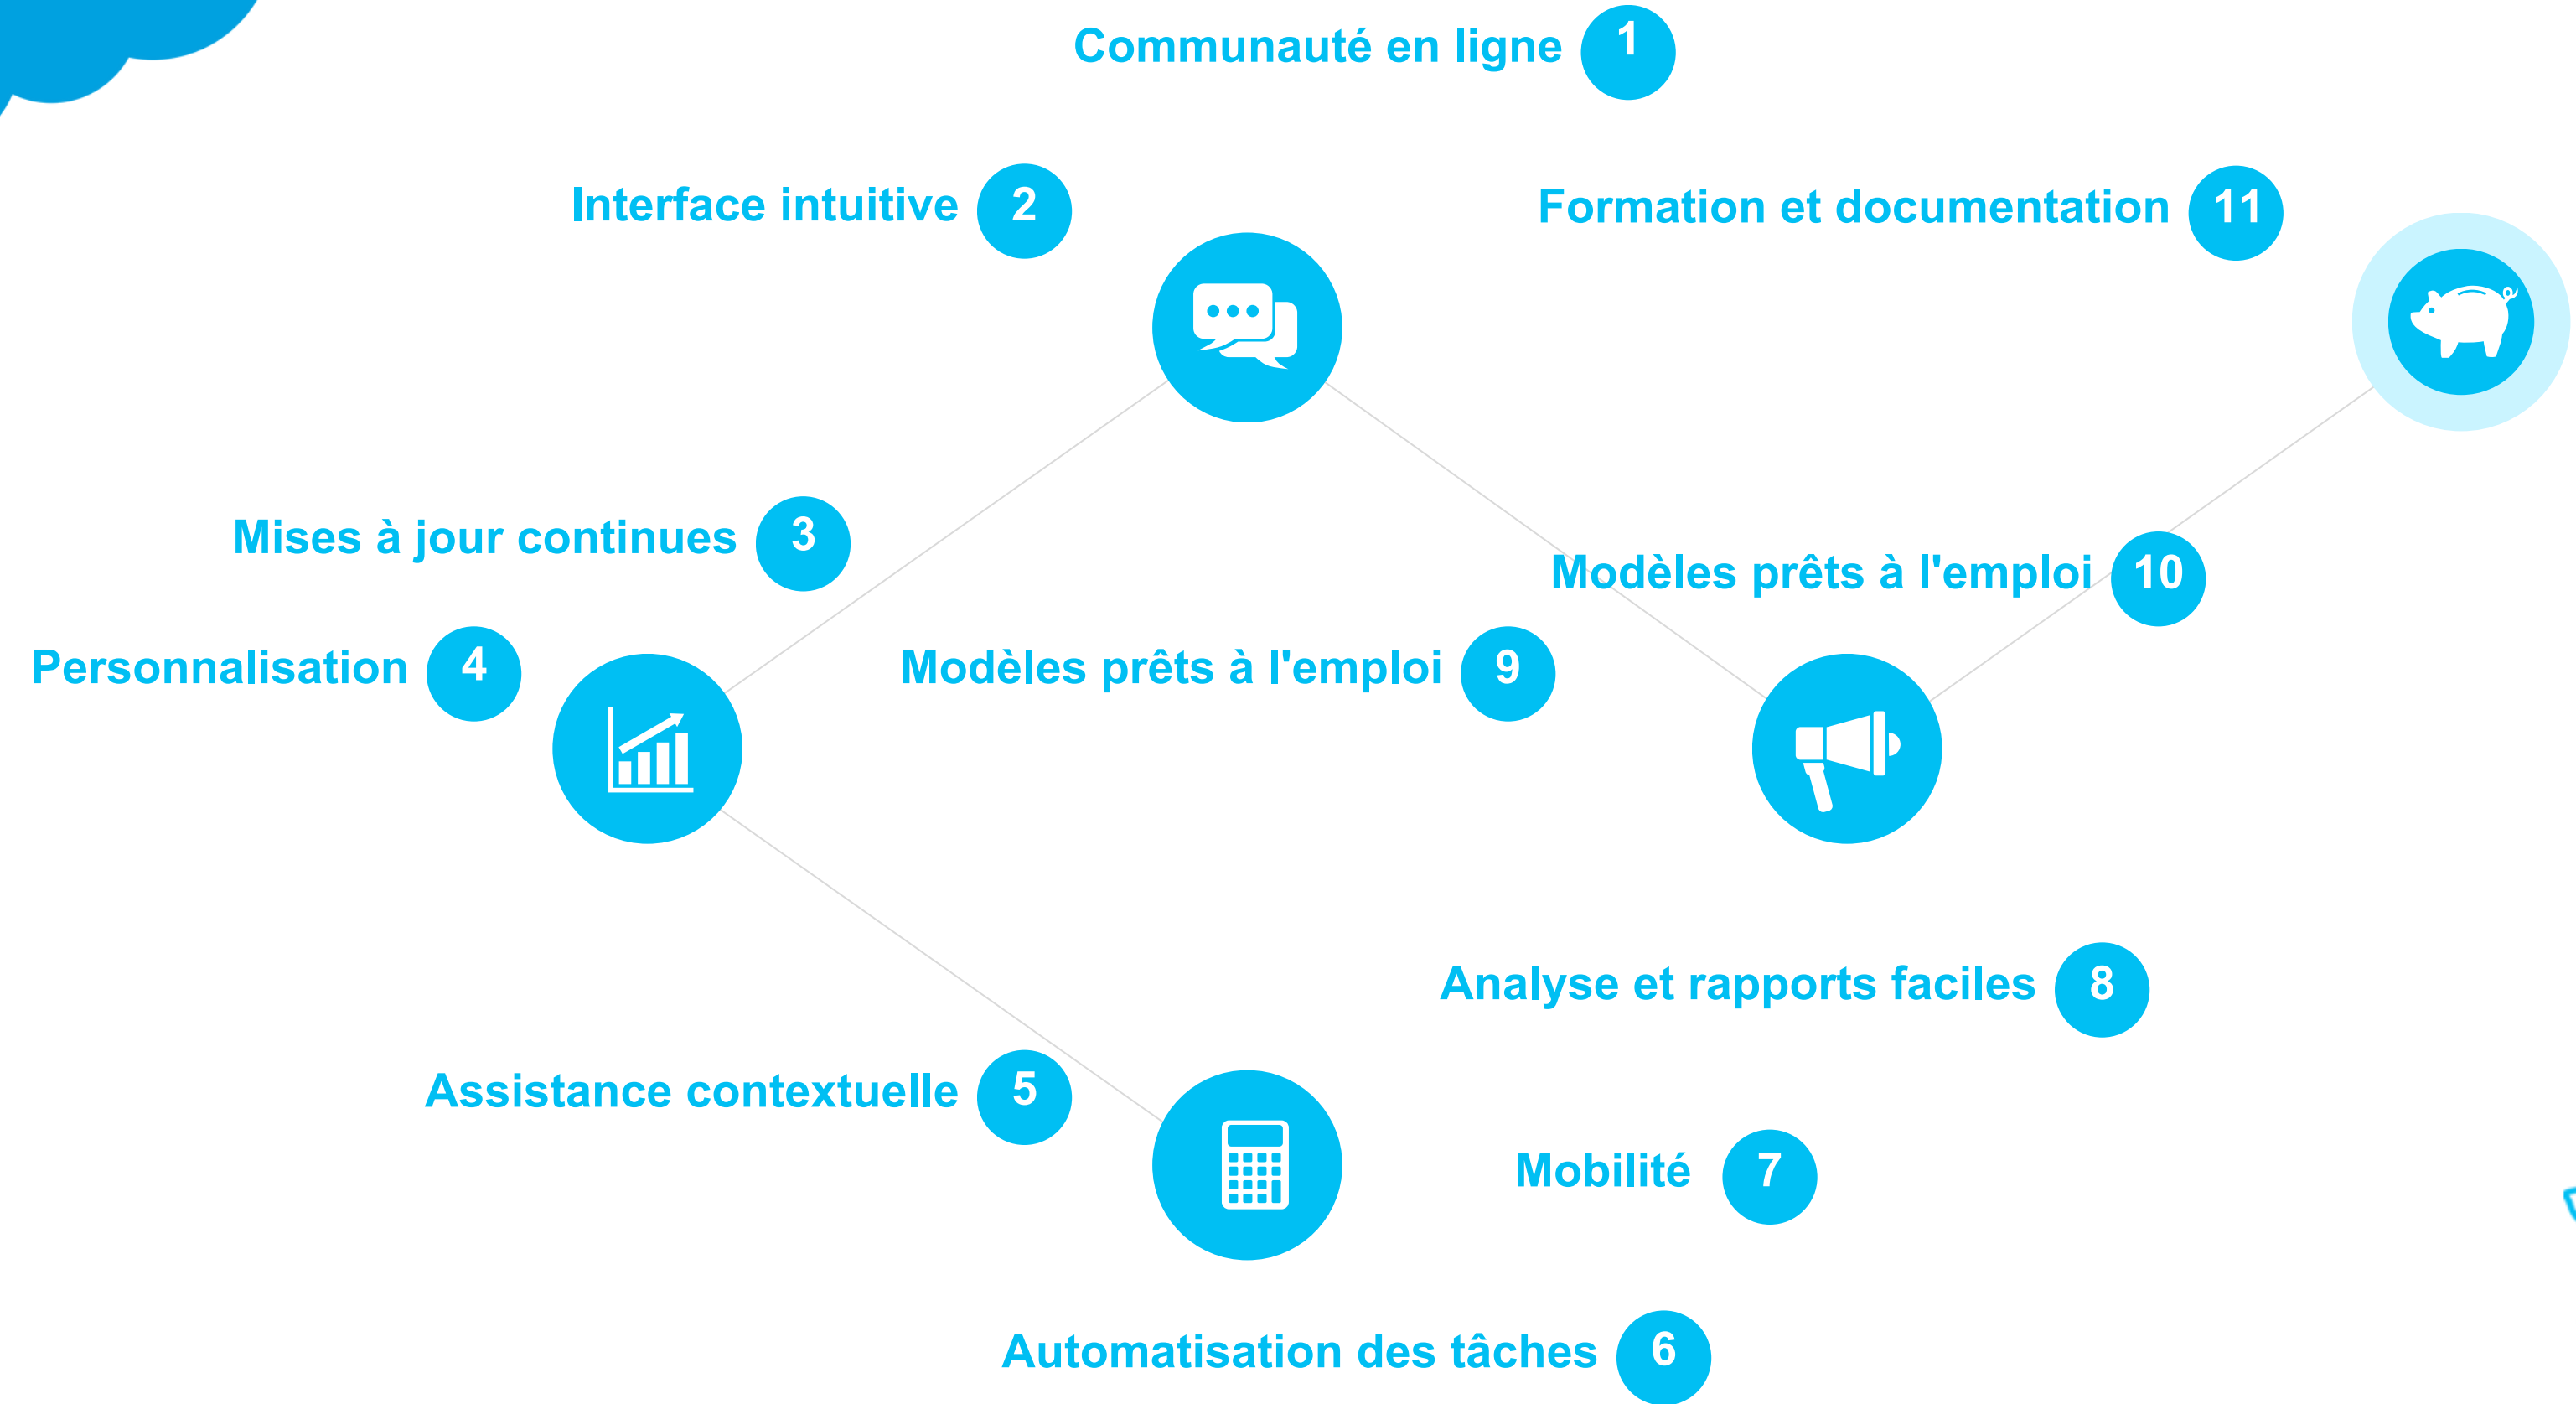 Communauté en ligne 1
Interface intuitive 2
Formation et documentation 11
Mises à jour continues 3
Modèles prêts à l'emploi 10
Personnalisation 4
Modèles prêts à l'emploi 9
Analyse et rapports faciles 8
Assistance contextuelle 5
Mobilité 7
Automatisation des tâches 6